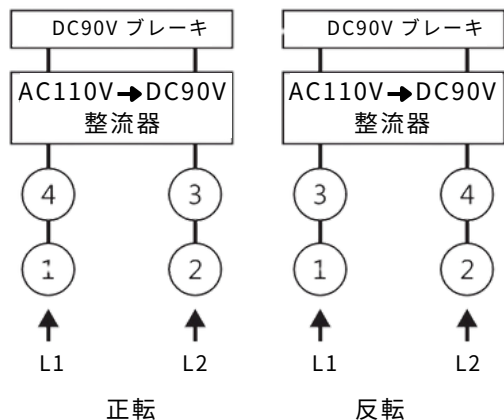 DC90V ブレーキ
AC110V→DC90V
整流器
4 3
1 2
L1 L2
正転
DC90V ブレーキ
AC110V→DC90V
整流器
3 4
1 2
L1 L2
反転